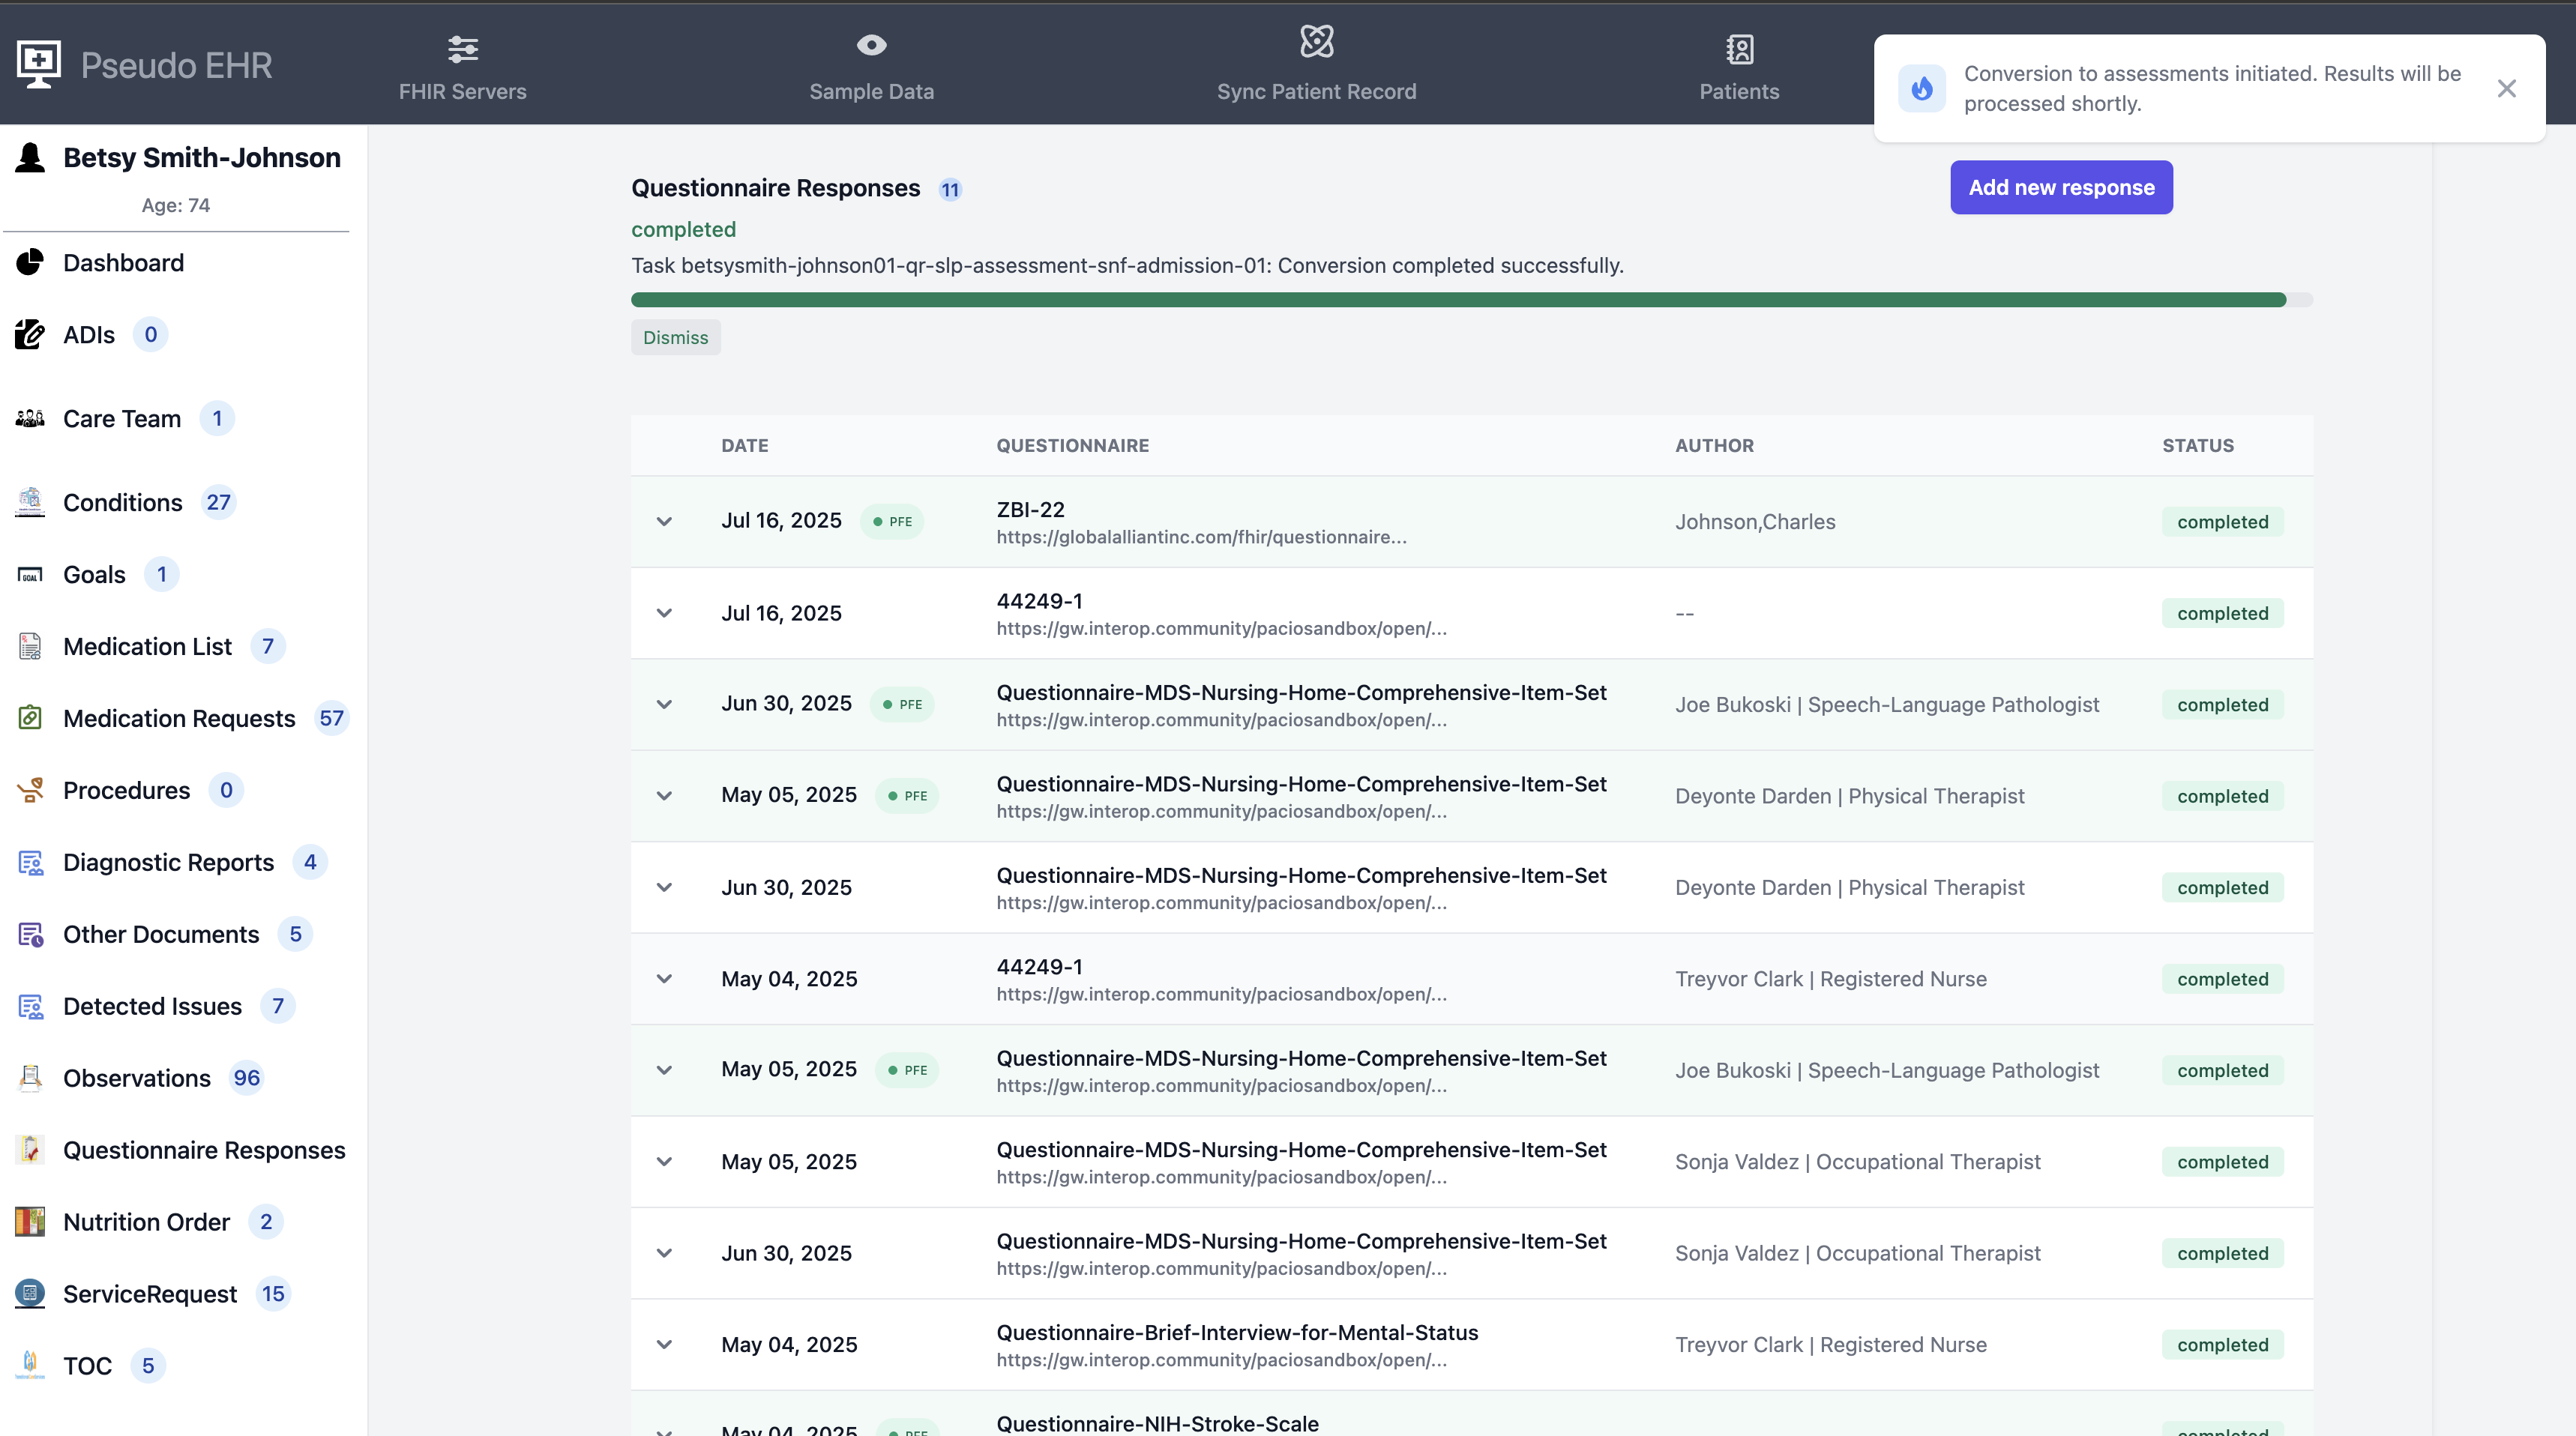 Pseudo EHR
FHIR Servers
Sample Data
Sync Patient Record
Patients
Conversion to assessments initiated. Results will be
processed shortly.
Betsy Smith-Johnson
Age: 74
Dashboard
ADIs 0
Care Team 1
Conditions 27
Goals 1
Medication List 7
Medication Requests 57
Procedures 0
Diagnostic Reports 4
Other Documents 5
Detected Issues 7
Observations 96
Questionnaire Responses
Nutrition Order 2
ServiceRequest 15
TOC 5
Questionnaire Responses 11
Add new response
completed
Task betsysmith-johnson01-qr-slp-assessment-snf-admission-01: Conversion completed successfully.
Dismiss
DATE QUESTIONNAIRE AUTHOR STATUS
Jul 16, 2025 PFE ZBI-22 Johnson,Charles completed
https://globalalliantinc.com/fhir/questionnaire...
Jul 16, 2025 44249-1 -- completed
https://gw.interop.community/paciosandbox/open/...
Jun 30, 2025 PFE Questionnaire-MDS-Nursing-Home-Comprehensive-Item-Set Joe Bukoski | Speech-Language Pathologist completed
https://gw.interop.community/paciosandbox/open/...
May 05, 2025 PFE Questionnaire-MDS-Nursing-Home-Comprehensive-Item-Set Deyonte Darden | Physical Therapist completed
https://gw.interop.community/paciosandbox/open/...
Jun 30, 2025 Questionnaire-MDS-Nursing-Home-Comprehensive-Item-Set Deyonte Darden | Physical Therapist completed
https://gw.interop.community/paciosandbox/open/...
May 04, 2025 44249-1 Treyvor Clark | Registered Nurse completed
https://gw.interop.community/paciosandbox/open/...
May 05, 2025 PFE Questionnaire-MDS-Nursing-Home-Comprehensive-Item-Set Joe Bukoski | Speech-Language Pathologist completed
https://gw.interop.community/paciosandbox/open/...
May 05, 2025 Questionnaire-MDS-Nursing-Home-Comprehensive-Item-Set Sonja Valdez | Occupational Therapist completed
https://gw.interop.community/paciosandbox/open/...
Jun 30, 2025 Questionnaire-MDS-Nursing-Home-Comprehensive-Item-Set Sonja Valdez | Occupational Therapist completed
https://gw.interop.community/paciosandbox/open/...
May 04, 2025 Questionnaire-Brief-Interview-for-Mental-Status Treyvor Clark | Registered Nurse completed
https://gw.interop.community/paciosandbox/open/...
May 04, 2025 PFE Questionnaire-NIH-Stroke-Scale completed